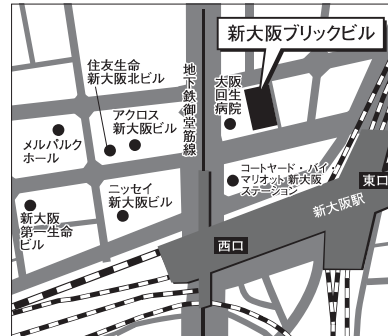 新大阪ブリックビル
住友生命
新大阪北ビル
アクロス
新大阪ビル
メルパルク
ホール
地下鉄御堂筋線
大阪
回生
病院
コートヤード・バイ・
マリオット新大阪
ステーション
東口
新大阪駅
ニッセイ
新大阪ビル
新大阪
第一生命
ビル
西口